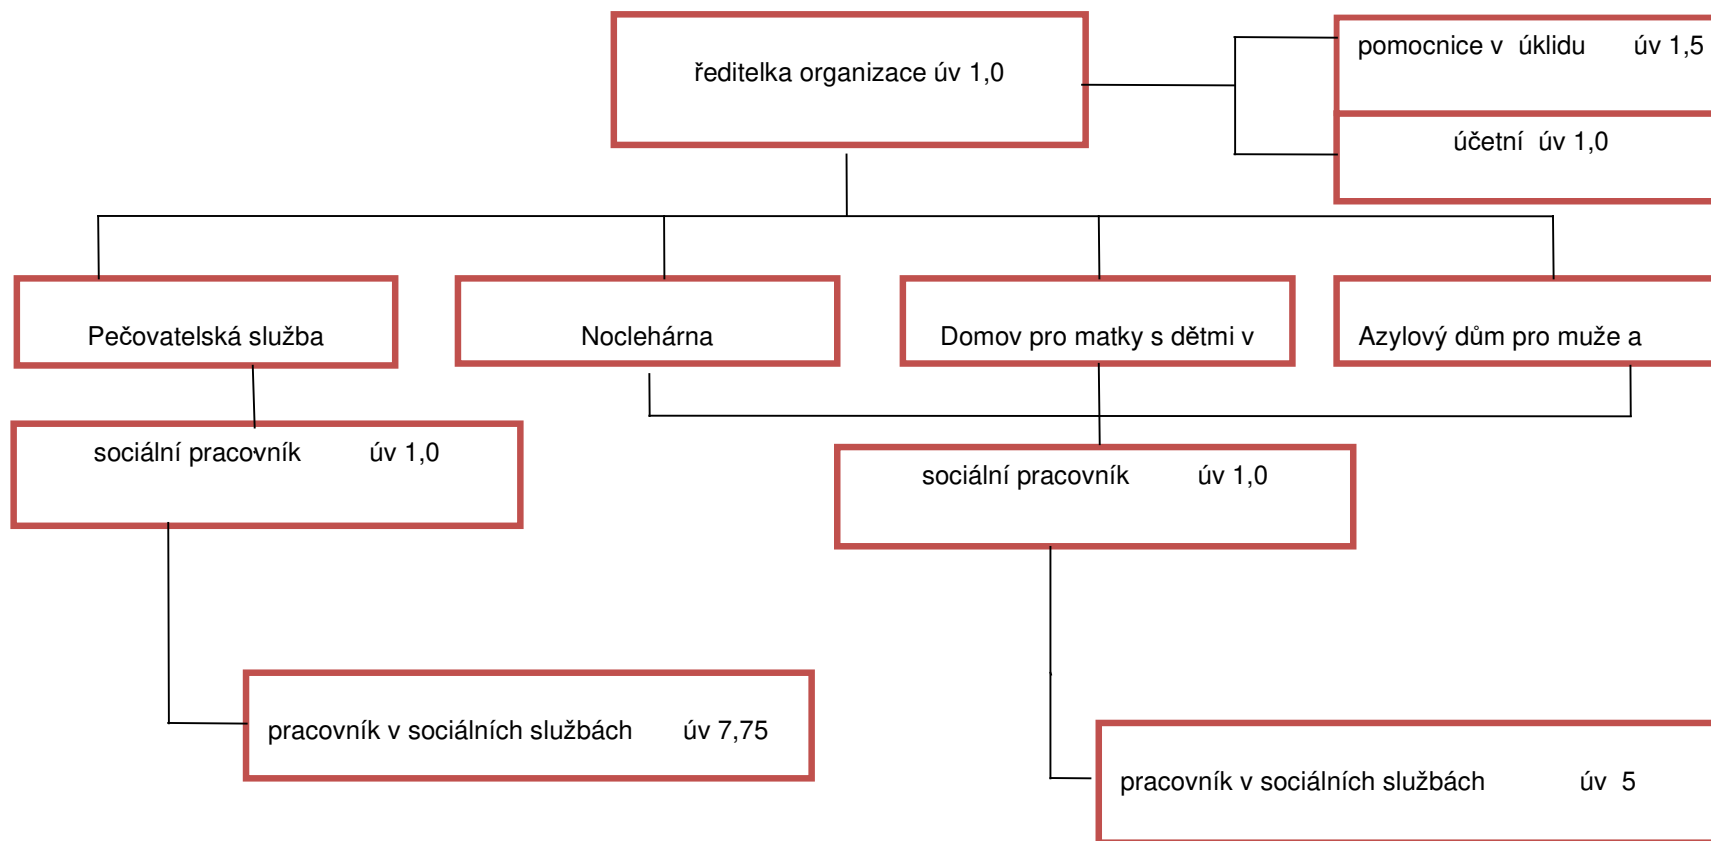 ředitelka organizace úv 1,0
pomocnice v úklidu úv 1,5
účetní úv 1,0
Pečovatelská služba
Noclehárna
Domov pro matky s dětmi v
Azylový dům pro muže a
sociální pracovník úv 1,0
sociální pracovník úv 1,0
pracovník v sociálních službách úv 7,75
pracovník v sociálních službách úv 5